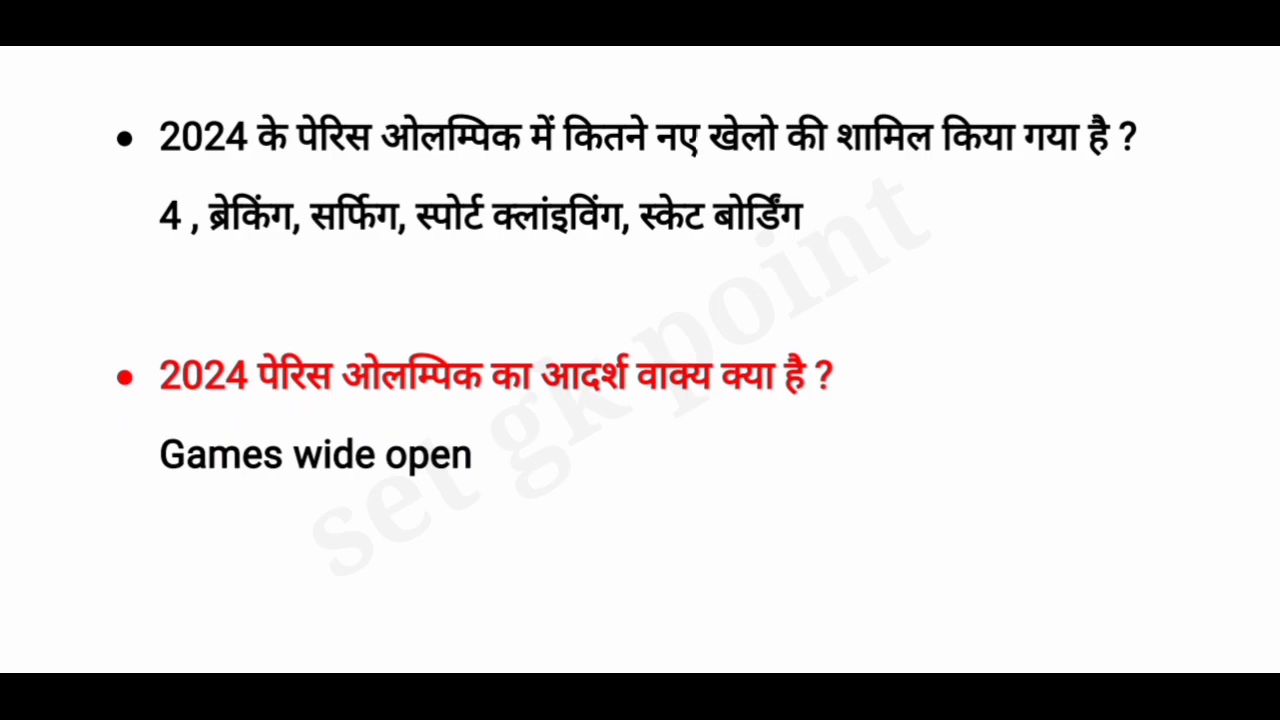 • 2024 के पेरिस ओलम्पिक में कितने नए खेलो की शामिल किया गया है ?
4 , ब्रेकिंग, सर्फिग, स्पोर्ट क्लांइविंग, स्केट बोर्डिंग
• 2024 पेरिस ओलम्पिक का आदर्श वाक्य क्या है ?
Games wide open
set gk point